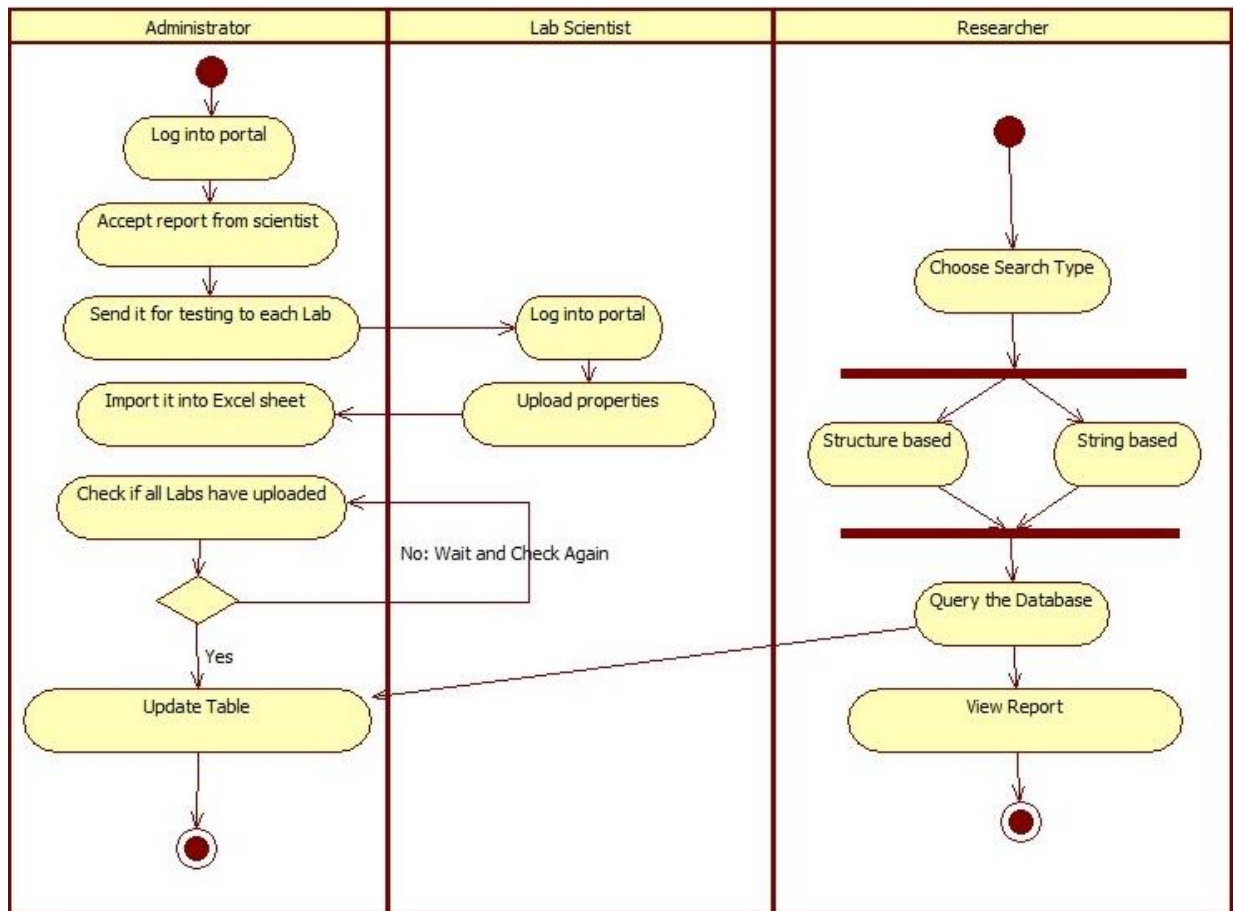 Administrator
Lab Scientist
Researcher
Log into portal
Accept report from scientist
Send it for testing to each Lab
Import it into Excel sheet
Check if all Labs have uploaded
No: Wait and Check Again
Yes
Update Table
Log into portal
Upload properties
Choose Search Type
Structure based
String based
Query the Database
View Report